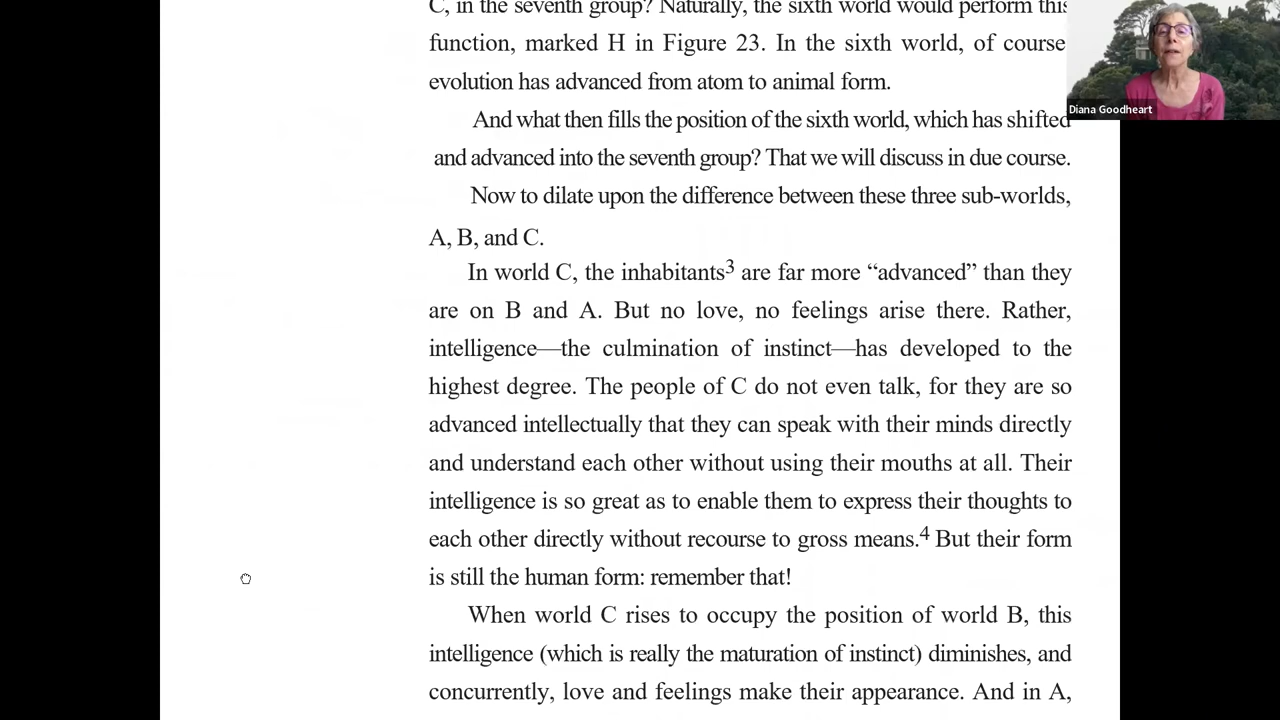 C, in the seventh group? Naturally, the sixth world would perform this
function, marked H in Figure 23. In the sixth world, of course
evolution has advanced from atom to animal form.
And what then fills the position of the sixth world, which has shifted
and advanced into the seventh group? That we will discuss in due course.
Now to dilate upon the difference between these three sub-worlds,
A, B, and C.
In world C, the inhabitants3 are far more “advanced” than they
are on B and A. But no love, no feelings arise there. Rather,
intelligence—the culmination of instinct—has developed to the
highest degree. The people of C do not even talk, for they are so
advanced intellectually that they can speak with their minds directly
and understand each other without using their mouths at all. Their
intelligence is so great as to enable them to express their thoughts to
each other directly without recourse to gross means.4 But their form
is still the human form: remember that!
When world C rises to occupy the position of world B, this
intelligence (which is really the maturation of instinct) diminishes, and
concurrently, love and feelings make their appearance. And in A,
Diana Goodheart